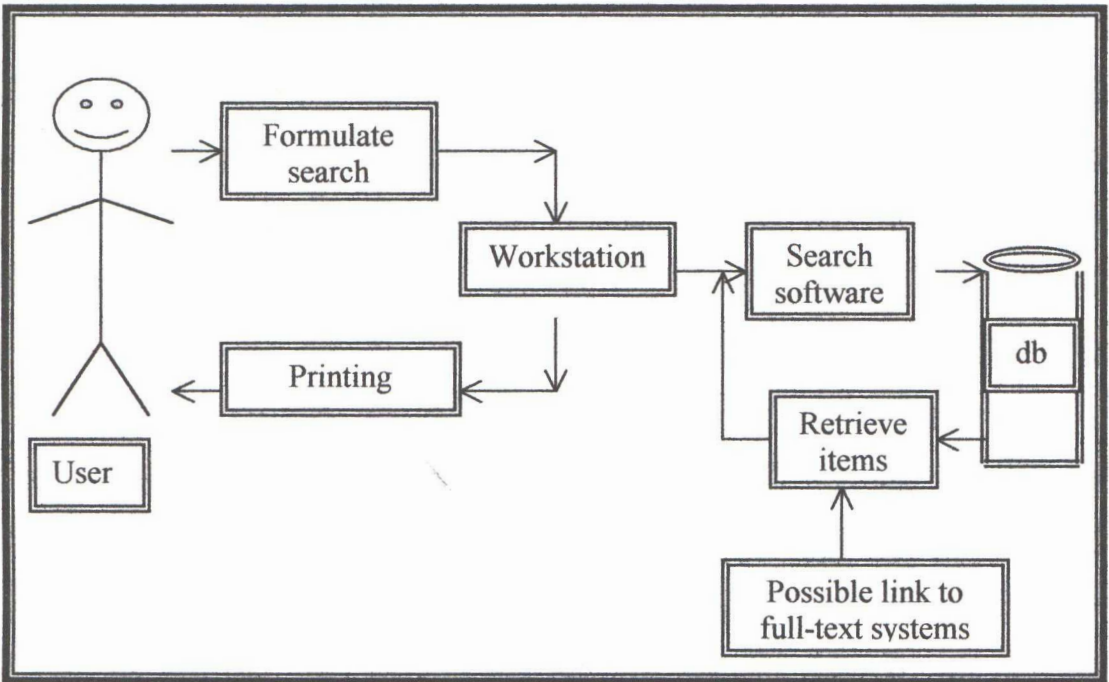 Formulate
search
Workstation
Search
software
db
Printing
Retrieve
items
User
Possible link to
full-text systems